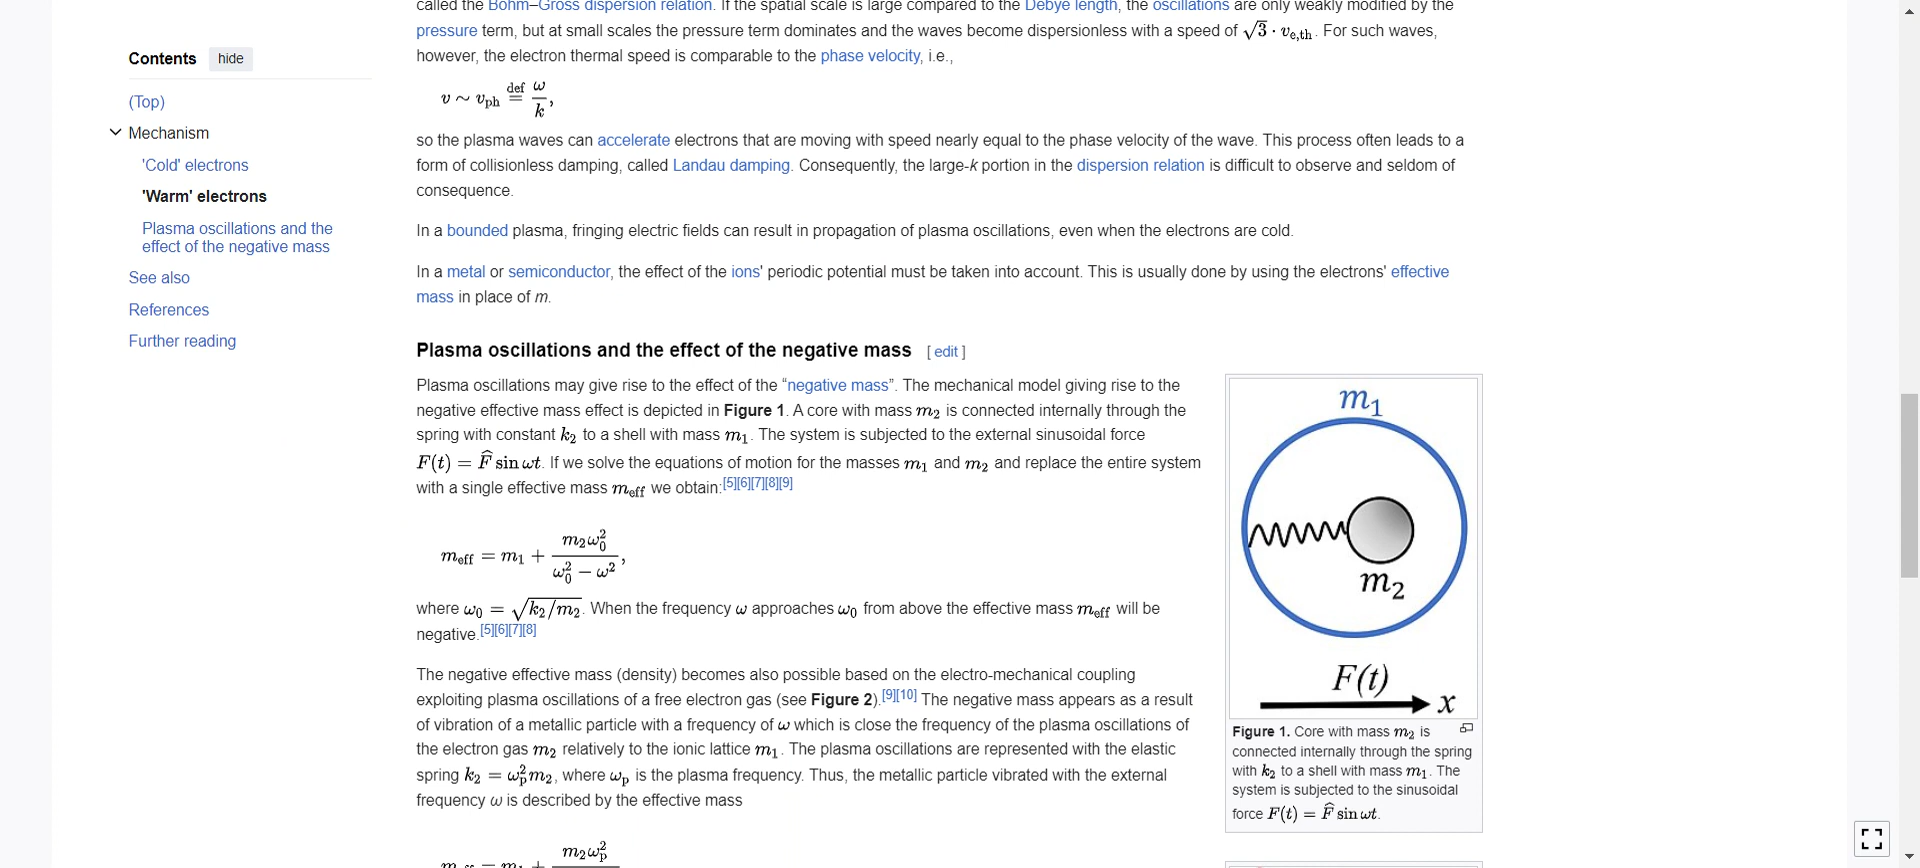 called the Bohm–Gross dispersion relation. If the spatial scale is large compared to the Debye length, the oscillations are only weakly modified by the
pressure term, but at small scales the pressure term dominates and the waves become dispersionless with a speed of √3 · v_e,th. For such waves,
however, the electron thermal speed is comparable to the phase velocity, i.e.,
v ∼ v_ph def= ω/k,
so the plasma waves can accelerate electrons that are moving with speed nearly equal to the phase velocity of the wave. This process often leads to a
form of collisionless damping, called Landau damping. Consequently, the large-k portion in the dispersion relation is difficult to observe and seldom of
consequence.
In a bounded plasma, fringing electric fields can result in propagation of plasma oscillations, even when the electrons are cold.
In a metal or semiconductor, the effect of the ions' periodic potential must be taken into account. This is usually done by using the electrons' effective
mass in place of m.
Contents hide
(Top)
Mechanism
'Cold' electrons
'Warm' electrons
Plasma oscillations and the
effect of the negative mass
See also
References
Further reading
Plasma oscillations and the effect of the negative mass [edit]
Plasma oscillations may give rise to the effect of the “negative mass”. The mechanical model giving rise to the
negative effective mass effect is depicted in Figure 1. A core with mass m₂ is connected internally through the
spring with constant k₂ to a shell with mass m₁. The system is subjected to the external sinusoidal force
F(t) = F̂ sin ωt. If we solve the equations of motion for the masses m₁ and m₂ and replace the entire system
with a single effective mass m_eff we obtain:[5][6][7][8][9]
m_eff = m₁ + m₂ω₀²/(ω₀² − ω²),
where ω₀ = √(k₂/m₂). When the frequency ω approaches ω₀ from above the effective mass m_eff will be
negative.[5][6][7][8]
The negative effective mass (density) becomes also possible based on the electro-mechanical coupling
exploiting plasma oscillations of a free electron gas (see Figure 2).[9][10] The negative mass appears as a result
of vibration of a metallic particle with a frequency of ω which is close the frequency of the plasma oscillations of
the electron gas m₂ relatively to the ionic lattice m₁. The plasma oscillations are represented with the elastic
spring k₂ = ω_p²m₂, where ω_p is the plasma frequency. Thus, the metallic particle vibrated with the external
frequency ω is described by the effective mass
m₂ω_p²
m₁
m₂
F(t)
x
Figure 1. Core with mass m₂ is
connected internally through the spring
with k₂ to a shell with mass m₁. The
system is subjected to the sinusoidal
force F(t) = F̂ sin ωt.